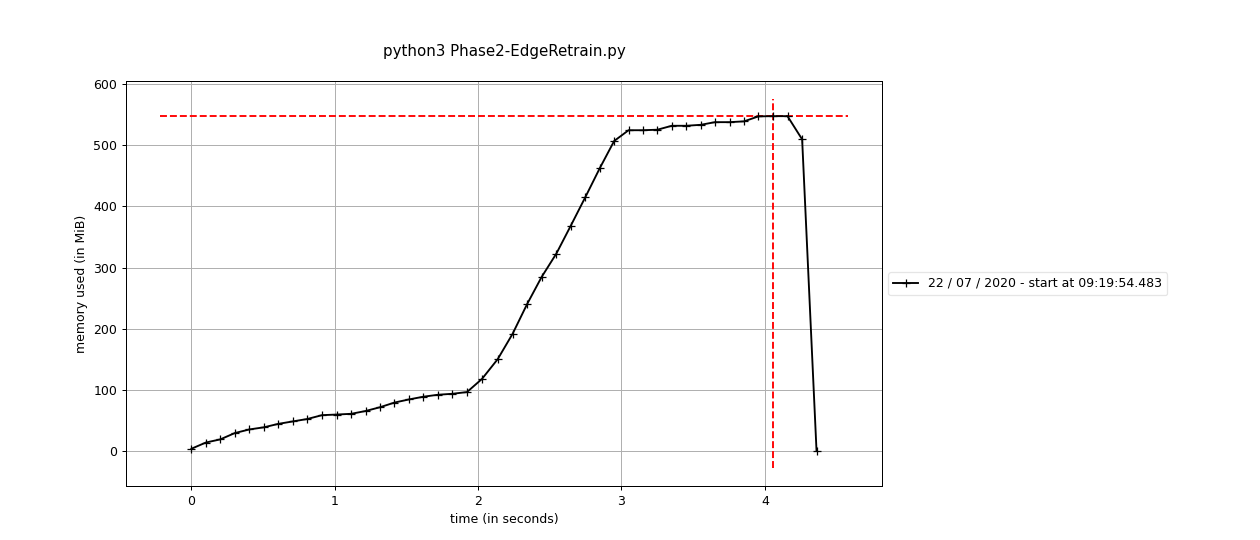 python3 Phase2-EdgeRetrain.py
600
500
400
300
200
100
0
memory used (in MiB)
0 1 2 3 4
time (in seconds)
22 / 07 / 2020 - start at 09:19:54.483